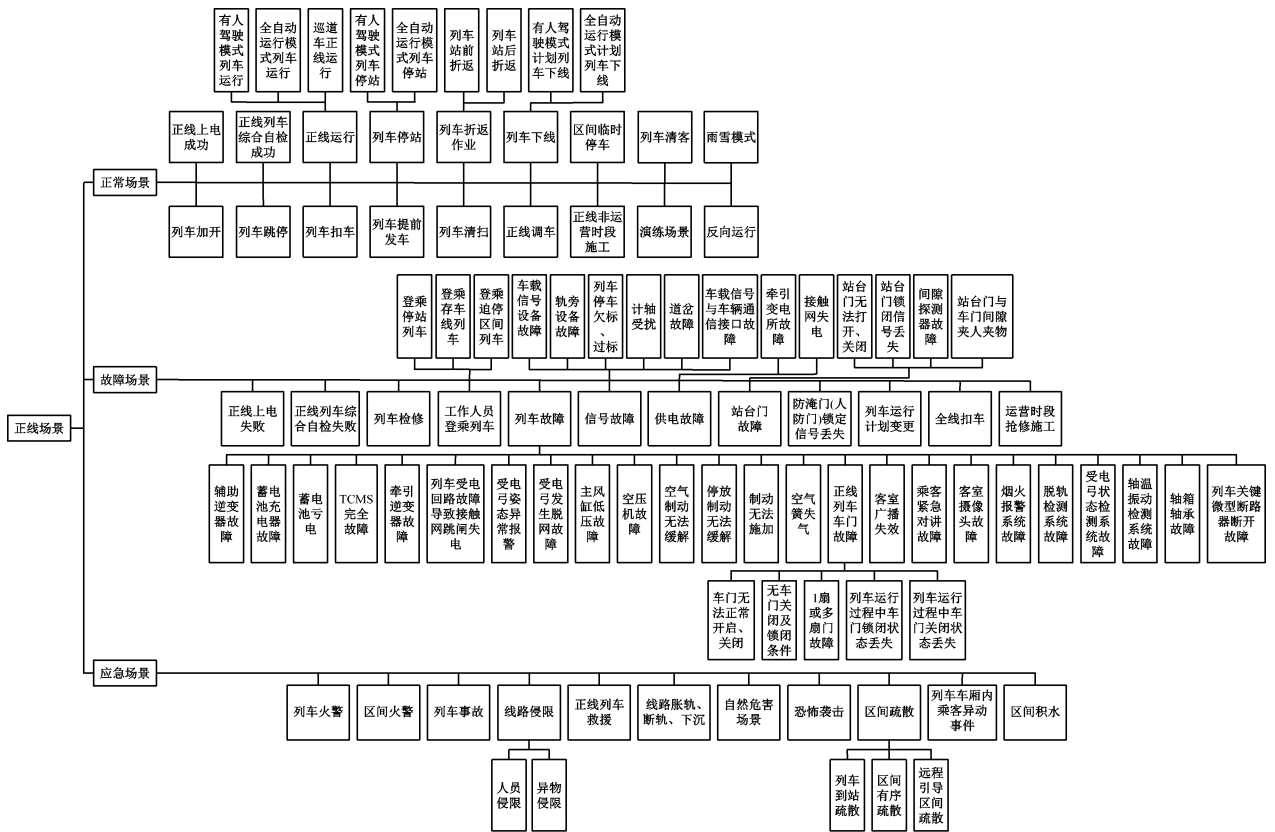 有人
驾驶
模式
列车
运行
全自动
运行模
式列车
运行
巡道
车正
线运
行
有人
驾驶
模式
列车
停站
全自动
运行模
式列车
停站
列车
站前
折返
列车
站后
折返
有人驾
驶模式
计划列
车下线
全自动
运行模
式计划
列车下
线
正线上电
成功
正线列车
综合自检
成功
正线运行
列车停站
列车折返
作业
列车下线
区间临时
停车
列车清客
雨雪模式
正常场景
列车加开
列车跳停
列车扣车
列车提前
发车
列车清扫
正线调车
正线非运
营时段
施工
演练场景
反向运行
登乘
停站
列车
登乘
存车
线列
车
登乘
迫停
区间
列车
车载
信号
设备
故障
轨旁
设备
故障
列车
停车
欠标
、
过标
计轴
受扰
道岔
故障
车载信号
与车辆通
信接口故
障
牵引
变电
所故
障
接触
网失
电
站台
门无
法打
开、
关闭
站台
门锁
闭信
号丢
失
间隙
探测
器故
障
站台门与
车门间隙
夹人夹物
故障场景
正线上电
失败
正线列车综
合自检失败
列车检修
工作人员
登乘列车
列车故障
信号故障
供电故障
站台门
故障
防淹门(人
防门)锁定
信号丢失
列车运行
计划变更
全线扣车
运营时段
抢修施工
正线场景
辅助
逆变
器故
障
蓄电
池充
电器
故障
蓄电
池亏
电
TCMS
完全
故障
牵引
逆变
器故
障
列车受电
回路故障
导致接触
网跳闸失
电
受电
弓姿
态异
常报
警
受电
弓发
生脱
网故
障
主风
缸低
压故
障
空压
机故
障
空气
制动
无法
缓解
停放
制动
无法
缓解
制动
无法
施加
空气
簧失
气
正线
列车
车门
故障
客室
广播
失效
乘客
紧急
对讲
故障
客室
摄像
头故
障
烟火
报警
系统
故障
脱轨
检测
系统
故障
受电
弓状
态检
测系
统故
障
轴温
振动
检测
系统
故障
轴箱
轴承
故障
列车关键
微型断路
器断开
故障
车门无
法正常
开启、
关闭
无车
门关
闭及
锁闭
条件
1扇
或多
扇门
故障
列车运行
过程中车
门锁闭状
态丢失
列车运行
过程中车
门关闭状
态丢失
应急场景
列车火警
区间火警
列车事故
线路侵限
正线列车
救援
线路胀轨、
断轨、下沉
自然危害
场景
恐怖袭击
区间疏散
列车车厢内
乘客异动
事件
区间积水
人员
侵限
异物
侵限
列车
到站
疏散
区间
有序
疏散
远程
引导
区间
疏散